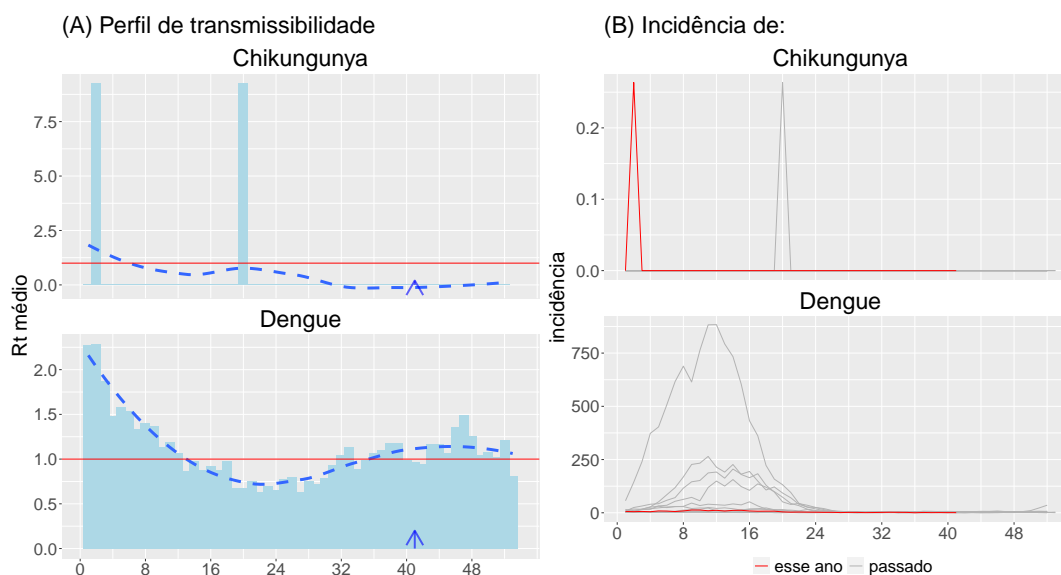 (A) Perfil de transmissibilidade
Chikungunya
7.5
5.0
2.5
0.0
Dengue
2.0
1.5
1.0
0.5
0.0
Rt médio
0 8 16 24 32 40 48
(B) Incidência de:
Chikungunya
0.2
0.1
0.0
Dengue
750
500
250
0
incidência
0 8 16 24 32 40 48
esse ano passado